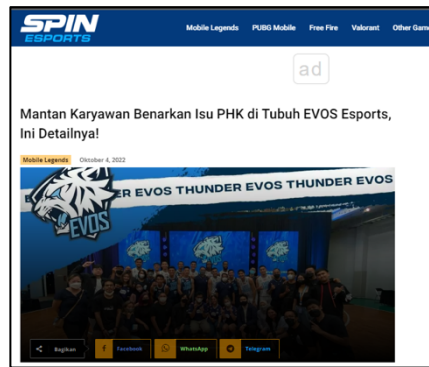 SPIN
ESPORTS
Mobile Legends PUBG Mobile Free Fire Valorant Other Game
ad
Mantan Karyawan Benarkan Isu PHK di Tubuh EVOS Esports,
Ini Detailnya!
Mobile Legends Oktober 4, 2022
ER EVOS THUNDER EVOS THUNDER EVOS
EVOS
Bagikan Facebook WhatsApp Telegram